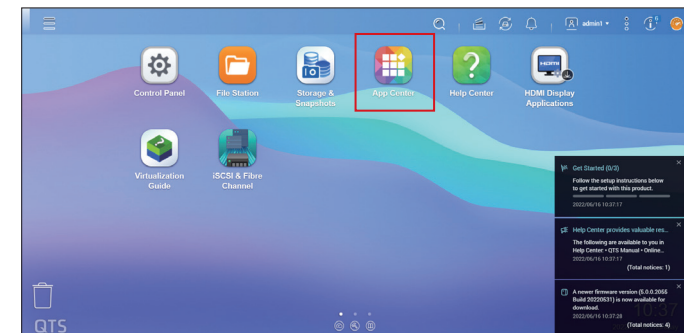 admin1
Control Panel
File Station
Storage &
Snapshots
App Center
Help Center
HDMI
HDMI Display
Applications
Virtualization
Guide
iSCSI & Fibre
Channel
Get Started (0/3)
Follow the setup instructions below
to get started with this product.
2022/06/16 10:37:17
Help Center provides valuable res...
The following are available to you in
Help Center: • QTS Manual • Online..
2022/06/16 10:37:17
(Total notices: 1)
A newer firmware version (5.0.0.2055
Build 20220531) is now available for
download.
2022/06/16 10:37:28
(Total notices: 4)
10:37
QTS